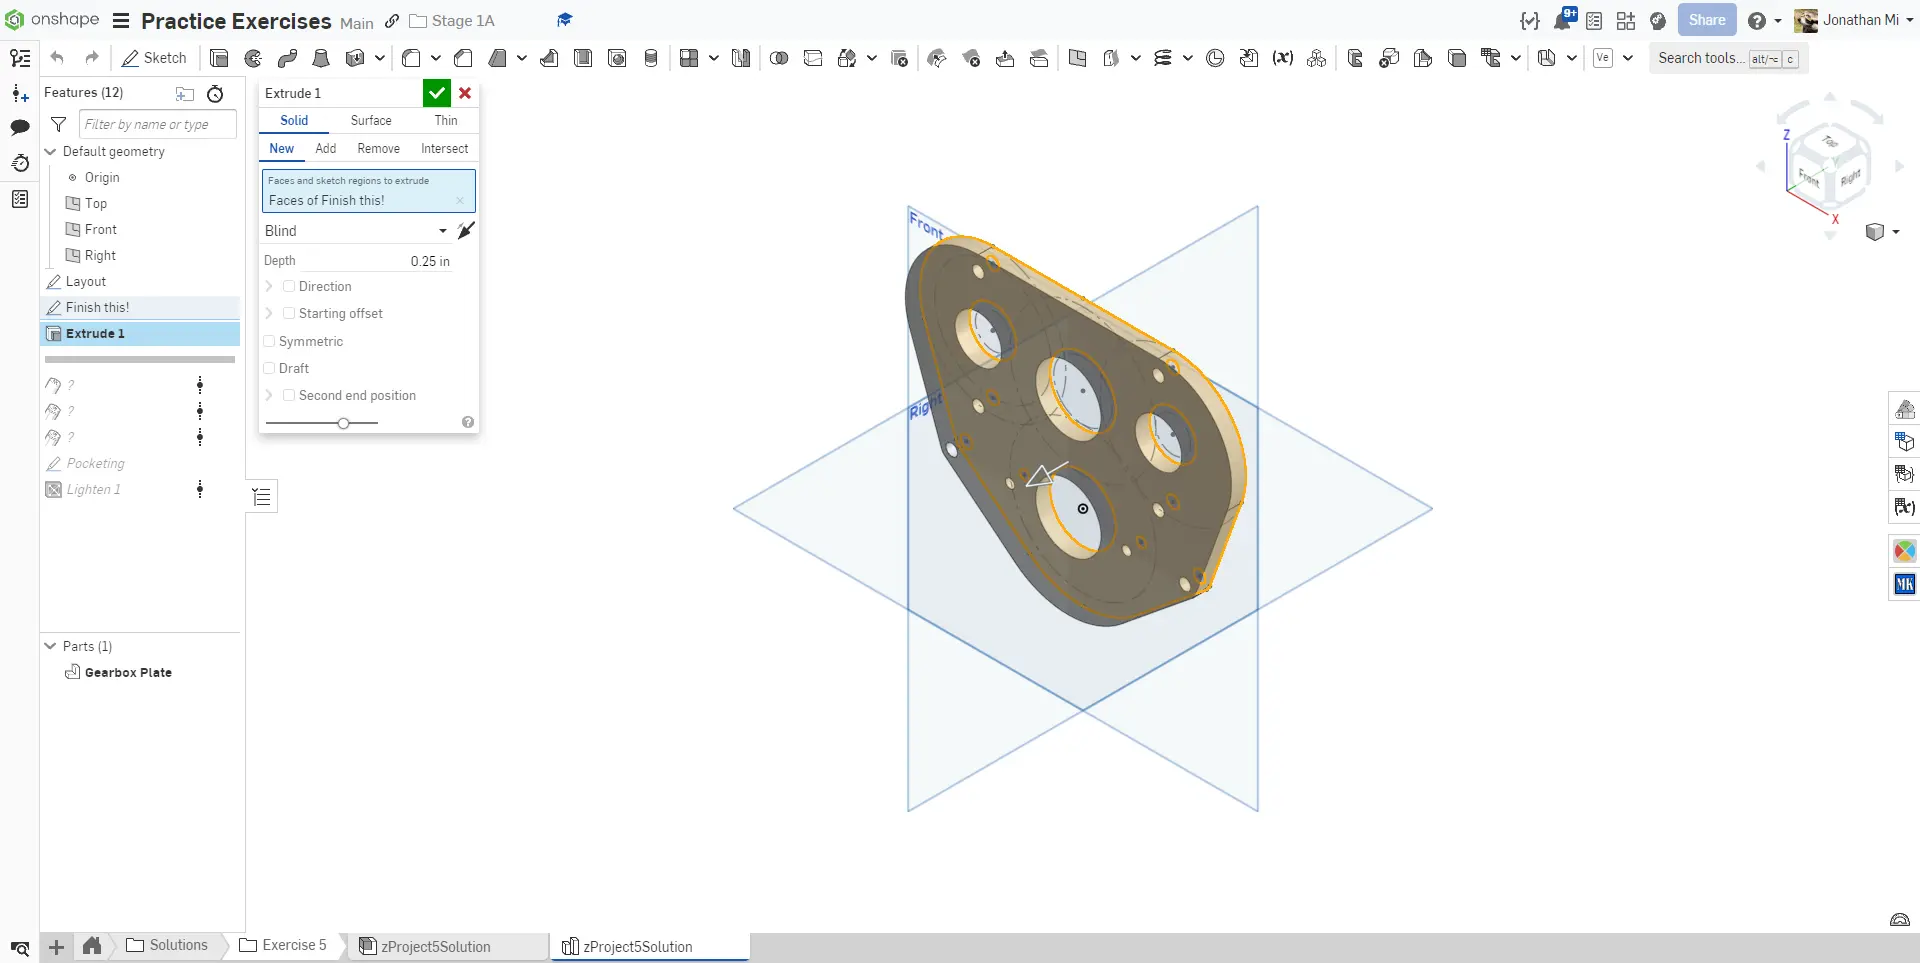 onshape Practice Exercises Main Stage 1A 9+ Share Jonathan Mi
Sketch Ve Search tools... alt/⌥ c
Features (12)
Filter by name or type
Default geometry
Origin
Top
Front
Right
Layout
Finish this!
Extrude 1
?
?
?
Pocketing
Lighten 1
Parts (1)
Gearbox Plate
Extrude 1
Solid Surface Thin
New Add Remove Intersect
Faces and sketch regions to extrude
Faces of Finish this!
Blind
Depth 0.25 in
Direction
Starting offset
Symmetric
Draft
Second end position
Front
Right
Z
Top
Front Right
X
(x)
MK
Solutions Exercise 5 zProject5Solution zProject5Solution